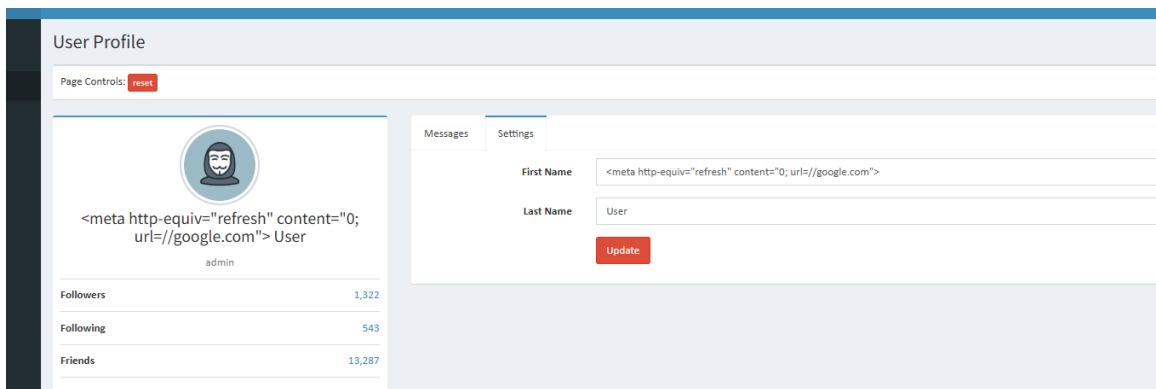 User Profile
Page Controls: reset
<meta http-equiv="refresh" content="0;
url=//google.com"> User
admin
Followers 1,322
Following 543
Friends 13,287
Messages Settings
First Name <meta http-equiv="refresh" content="0; url=//google.com">
Last Name User
Update